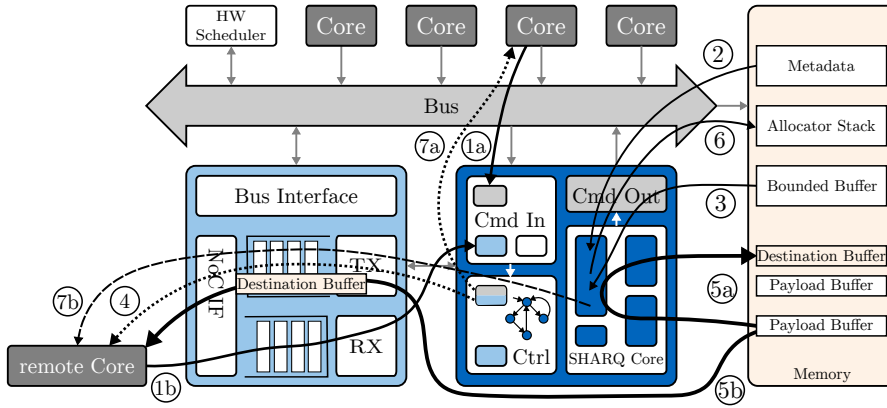 HW
Scheduler
Core
Core
Core
Core
Bus
7a
1a
2
6
3
Metadata
Allocator Stack
Bounded Buffer
Destination Buffer
Payload Buffer
Payload Buffer
Memory
Bus Interface
NoC IF
TX
Destination Buffer
RX
Cmd In
Cmd Out
Ctrl
SHARQ Core
7b
4
5a
5b
remote Core
1b